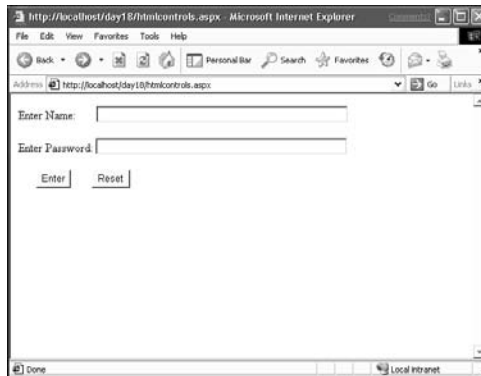 http://localhost/day18/htmlcontrols.aspx - Microsoft Internet Explorer
File Edit View Favorites Tools Help
Back Personal Bar Search Favorites
Address http://localhost/day18/htmlcontrols.aspx Go Links
Enter Name:
Enter Password:
Enter Reset
Done Local intranet